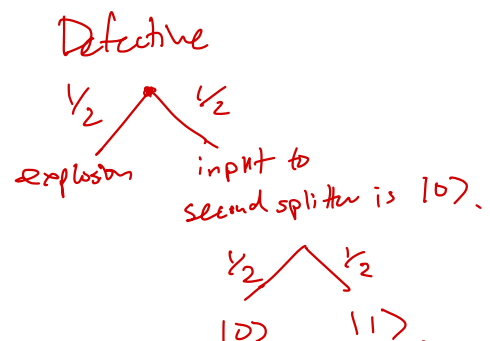 Defective
1/2 1/2
explosion
input to
second splitter is |0⟩.
1/2 1/2
|0⟩ |1⟩.